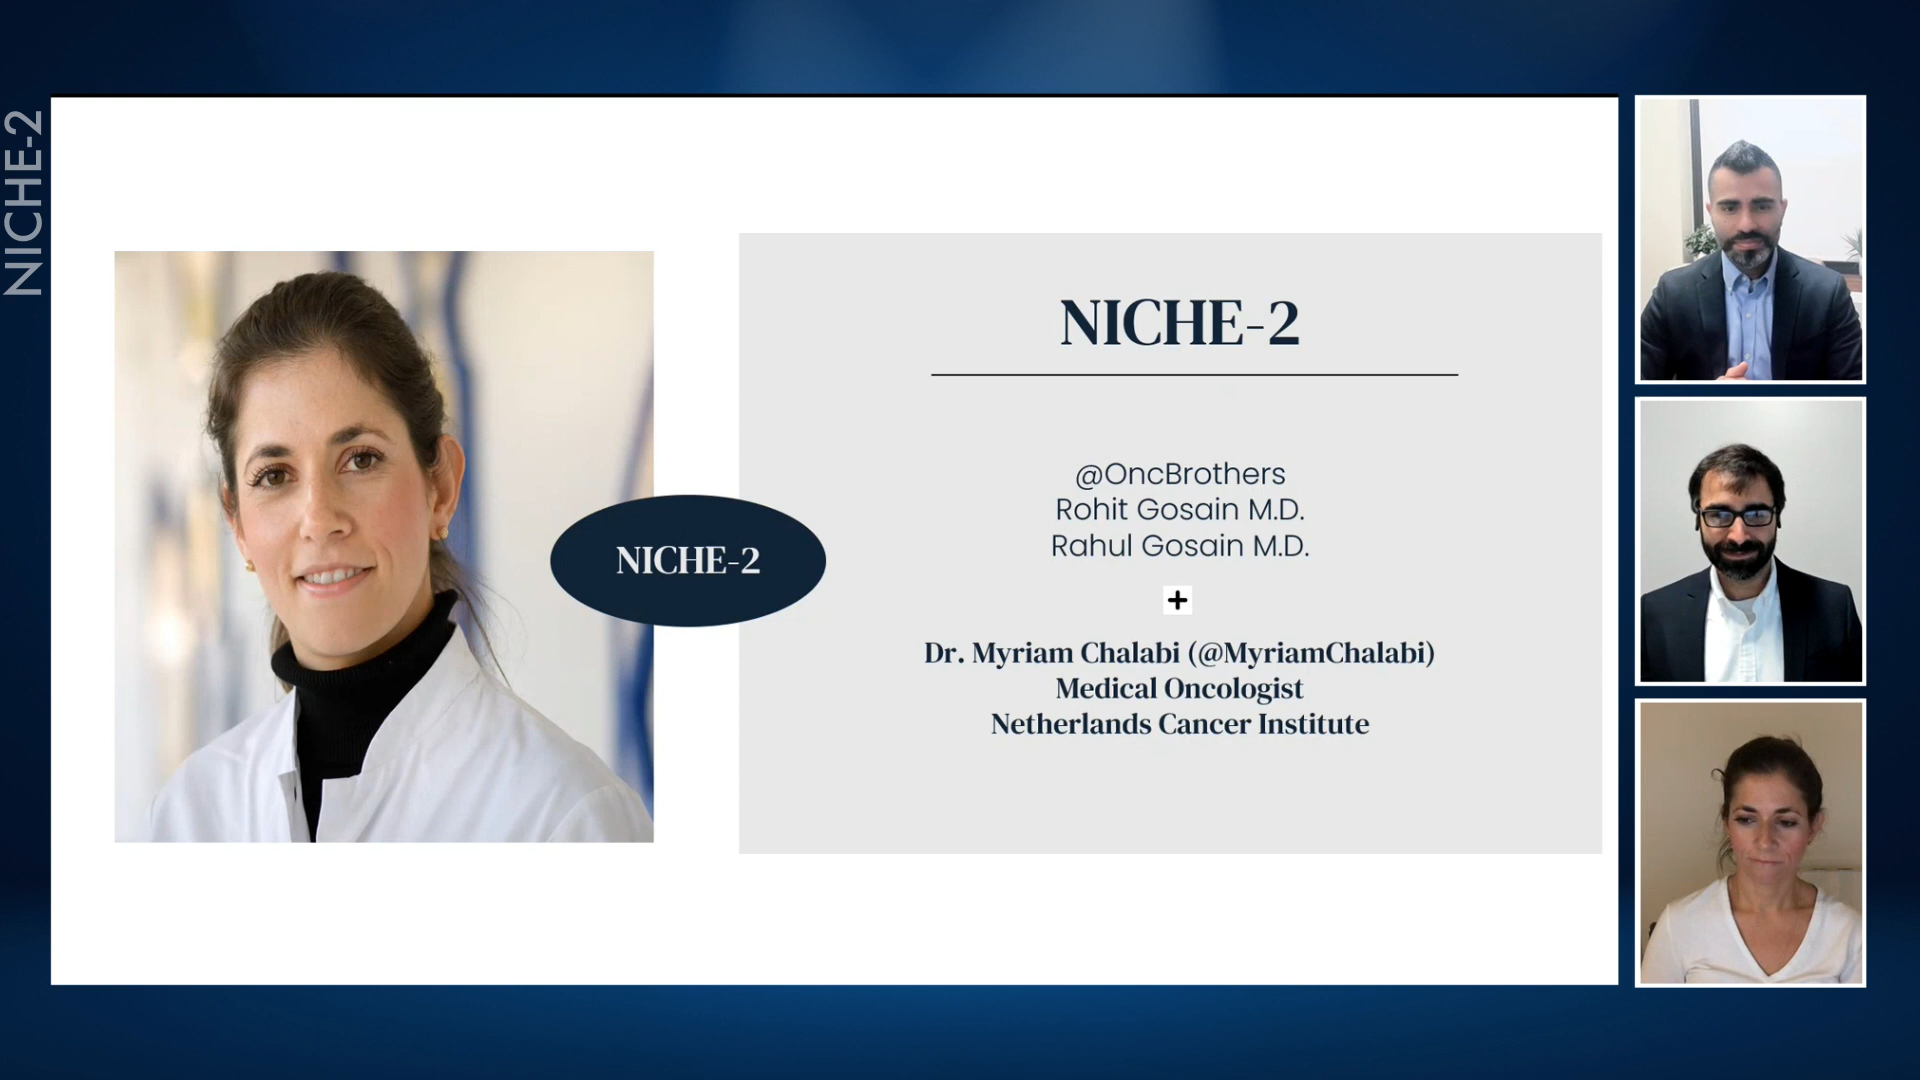 NICHE-2
NICHE-2
NICHE-2
@OncBrothers
Rohit Gosain M.D.
Rahul Gosain M.D.
+
Dr. Myriam Chalabi (@MyriamChalabi)
Medical Oncologist
Netherlands Cancer Institute